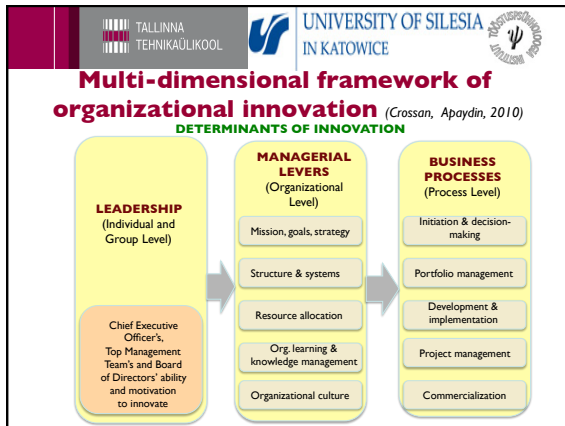 TALLINNA
TEHNIKAÜLIKOOL
UNIVERSITY OF SILESIA
IN KATOWICE
TÖÖSTUSPSÜHHOLOOGIA
INSTITUUT
Ψ
Multi-dimensional framework of
organizational innovation (Crossan, Apaydin, 2010)
DETERMINANTS OF INNOVATION
LEADERSHIP
(Individual and
Group Level)
Chief Executive
Officer's,
Top Management
Team's and Board
of Directors' ability
and motivation
to innovate
MANAGERIAL
LEVERS
(Organizational
Level)
Mission, goals, strategy
Structure & systems
Resource allocation
Org. learning &
knowledge management
Organizational culture
BUSINESS
PROCESSES
(Process Level)
Initiation & decision-
making
Portfolio management
Development &
implementation
Project management
Commercialization